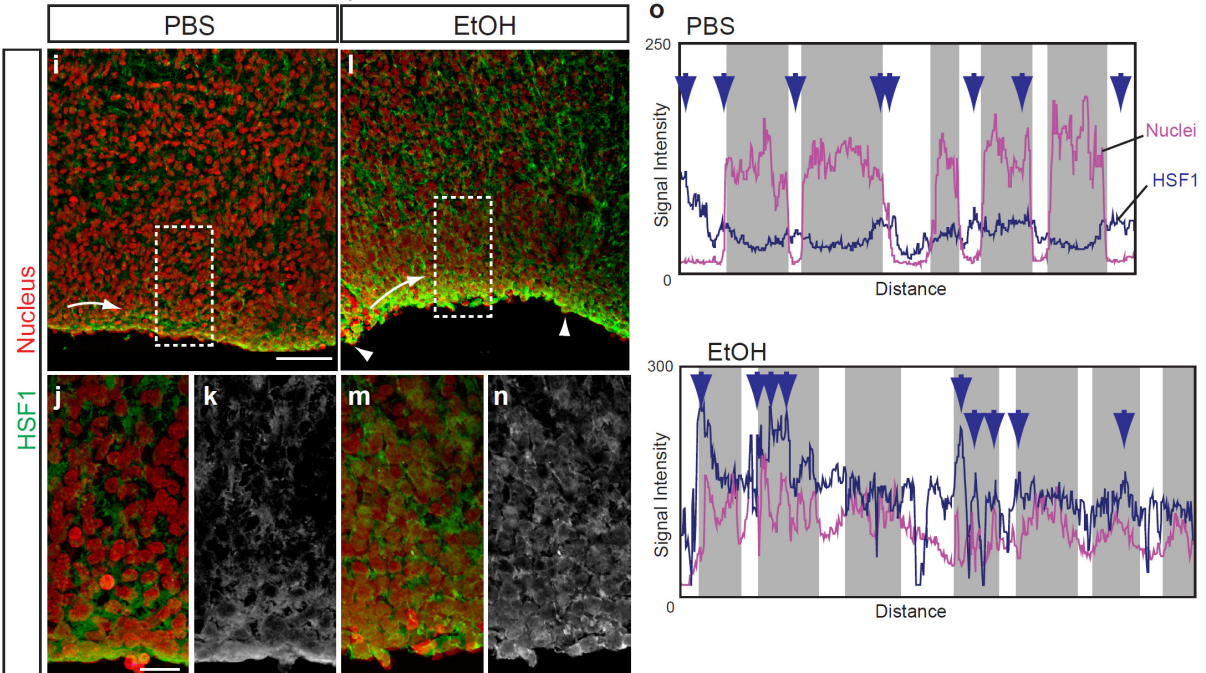 PBS
EtOH
HSF1 Nucleus
i
l
j
k
m
n
o
PBS
250
Signal Intensity
0
Distance
Nuclei
HSF1
EtOH
300
Signal Intensity
0
Distance